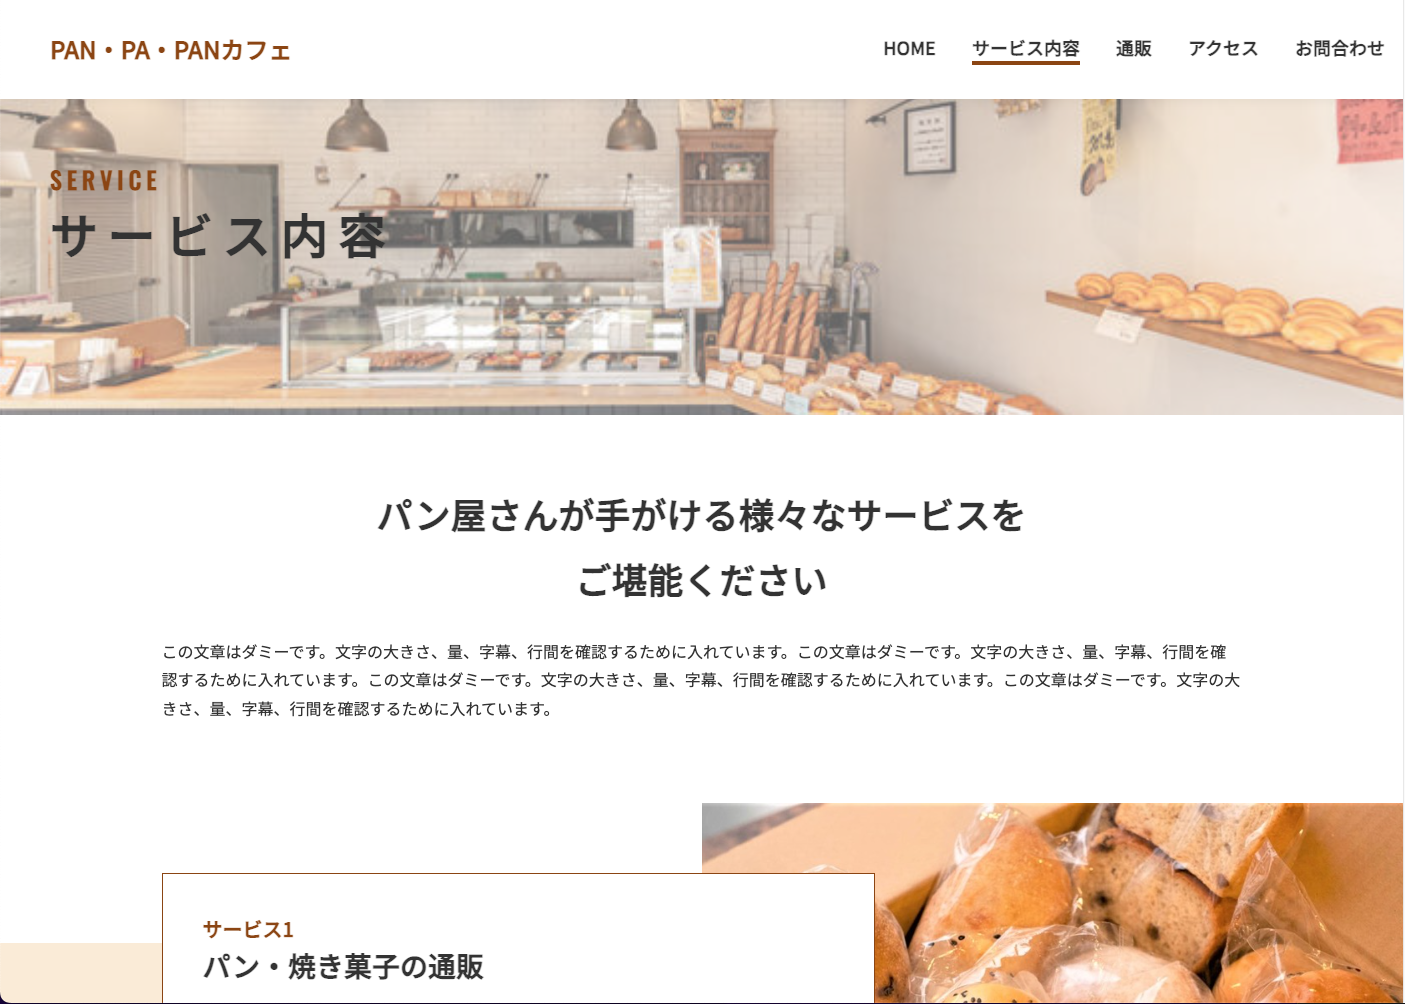 PAN・PA・PANカフェ
HOME サービス内容 通販 アクセス お問合わせ
SERVICE
サービス内容
パン屋さんが手がける様々なサービスを
ご堪能ください
この文章はダミーです。文字の大きさ、量、字幕、行間を確認するために入れています。この文章はダミーです。文字の大きさ、量、字幕、行間を確
認するために入れています。この文章はダミーです。文字の大きさ、量、字幕、行間を確認するために入れています。この文章はダミーです。文字の大
きさ、量、字幕、行間を確認するために入れています。
サービス1
パン・焼き菓子の通販